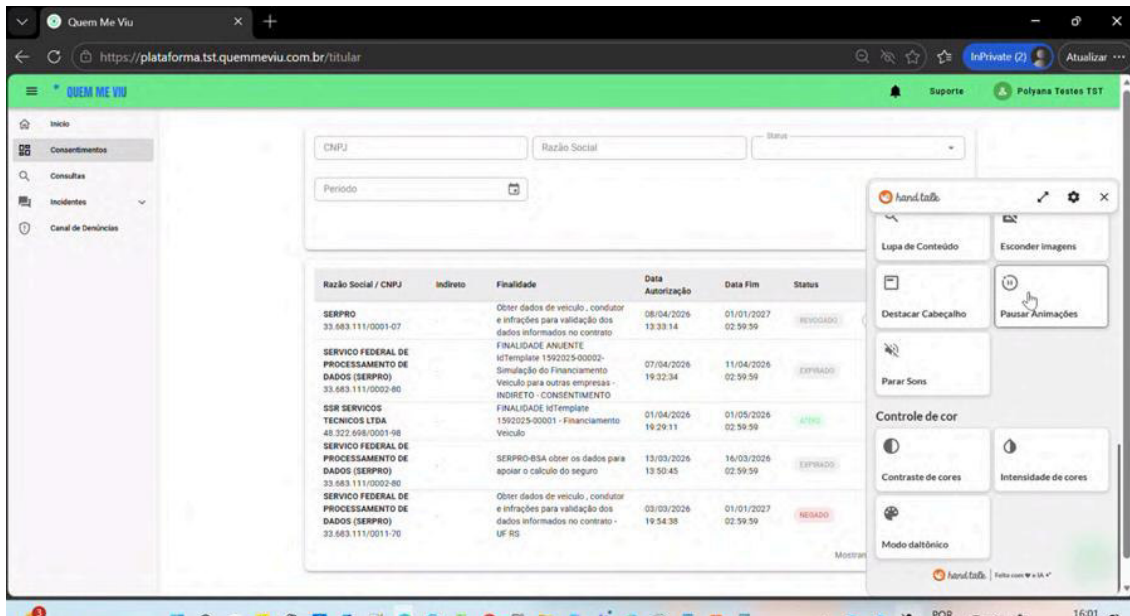 Quem Me Viu
https://plataforma.tst.quemmeviu.com.br/titular
InPrivate (2)
Atualizar
QUEM ME VIU
Suporte
Polyana Testes TST
Início
Consentimentos
Consultas
Incidentes
Canal de Denúncias
CNPJ
Razão Social
Status
Período
hand talk
Lupa de Conteúdo
Esconder imagens
Destacar Cabeçalho
Pausar Animações
Parar Sons
Controle de cor
Contraste de cores
Intensidade de cores
Modo daltônico
hand talk | Feito com ♥ e IA
Razão Social / CNPJ Indireto Finalidade Data Autorização Data Fim Status
SERPRO
33.683.111/0001-07
Obter dados de veiculo , condutor
e infrações para validação dos
dados informados no contrato
08/04/2026
13:33:14
01/01/2027
02:59:59
REVOGADO
SERVICO FEDERAL DE
PROCESSAMENTO DE
DADOS (SERPRO)
33.683.111/0002-80
FINALIDADE ANUENTE
IdTemplate 1592025-00002-
Simulação do Financiamento
Veiculo para outras empresas -
INDIRETO - CONSENTIMENTO
07/04/2026
19:32:34
11/04/2026
02:59:59
EXPIRADO
SSR SERVICOS
TECNICOS LTDA
48.322.698/0001-98
FINALIDADE IdTemplate
1592025-00001 - Financiamento
Veiculo
01/04/2026
19:29:11
01/05/2026
02:59:59
ATIVO
SERVICO FEDERAL DE
PROCESSAMENTO DE
DADOS (SERPRO)
33.683.111/0002-80
SERPRO-BSA obter os dados para
apoiar o calculo do seguro
13/03/2026
13:50:45
16/03/2026
02:59:59
EXPIRADO
SERVICO FEDERAL DE
PROCESSAMENTO DE
DADOS (SERPRO)
33.683.111/0011-70
Obter dados de veiculo , condutor
e infrações para validação dos
dados informados no contrato -
UF RS
03/03/2026
19:54:38
01/01/2027
02:59:59
NEGADO
POR
16:01